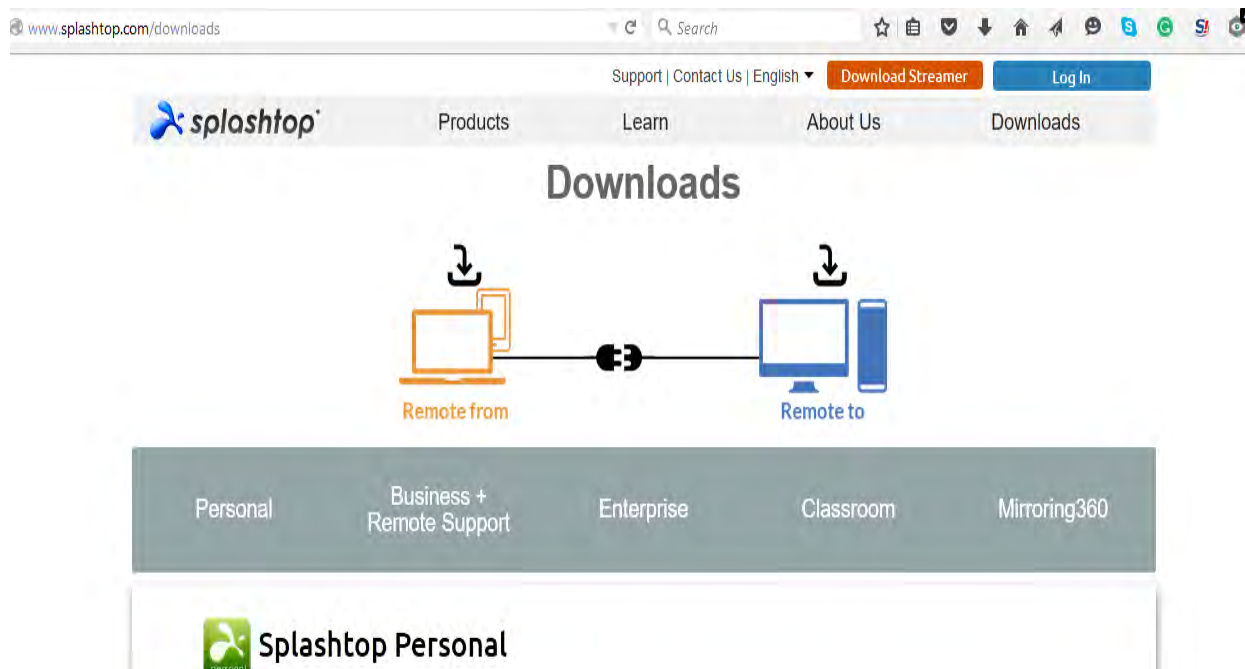 www.splashtop.com/downloads
Search
Support | Contact Us | English
Download Streamer
Log In
splashtop
Products
Learn
About Us
Downloads
Downloads
Remote from
Remote to
Personal
Business +
Remote Support
Enterprise
Classroom
Mirroring360
Splashtop Personal